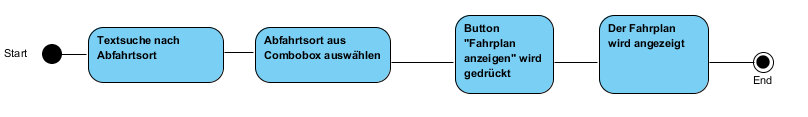 Start
Textsuche nach
Abfahrtsort
Abfahrtsort aus
Combobox auswählen
Button
"Fahrplan
anzeigen" wird
gedrückt
Der Fahrplan
wird angezeigt
End